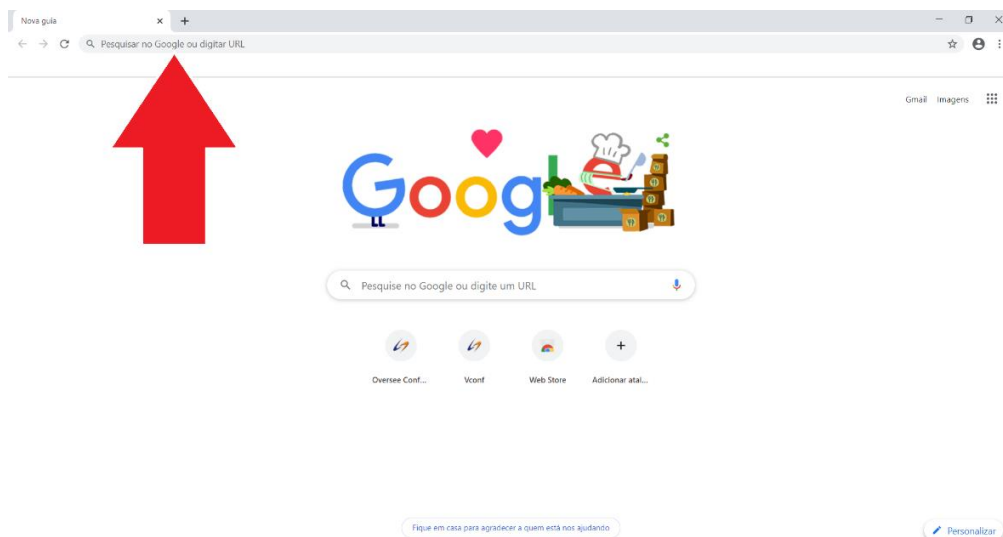 Nova guia
Pesquisar no Google ou digitar URL
Gmail Imagens
Google
Pesquise no Google ou digite um URL
Oversee Conf... Vconf Web Store Adicionar atal...
Fique em casa para agradecer a quem está nos ajudando
Personalizar